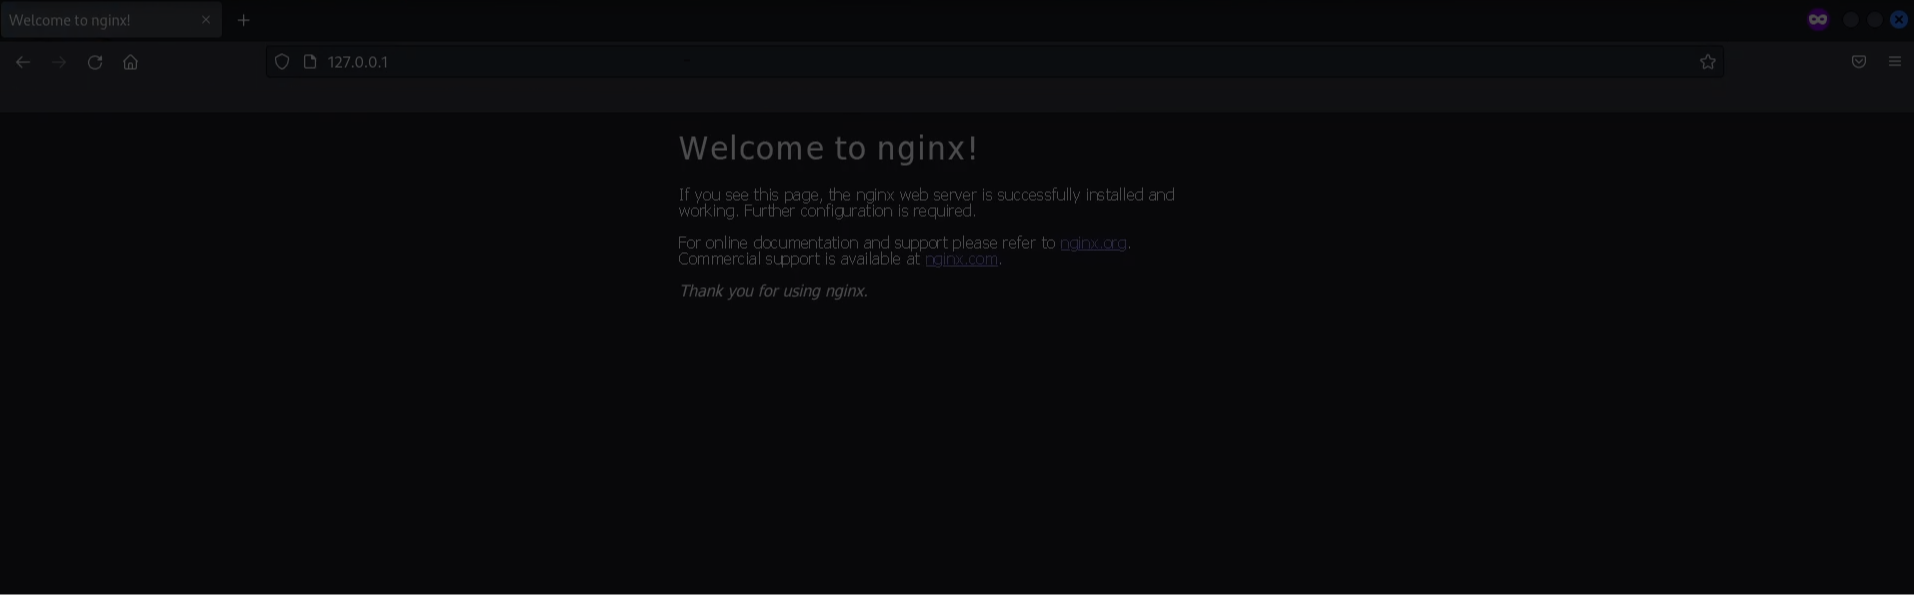 Welcome to nginx!
127.0.0.1
Welcome to nginx!
If you see this page, the nginx web server is successfully installed and
working. Further configuration is required.
For online documentation and support please refer to nginx.org.
Commercial support is available at nginx.com.
Thank you for using nginx.